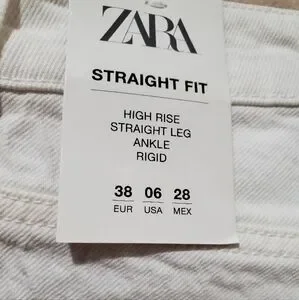 ZARA
STRAIGHT FIT
HIGH RISE
STRAIGHT LEG
ANKLE
RIGID
38 06 28
EUR USA MEX